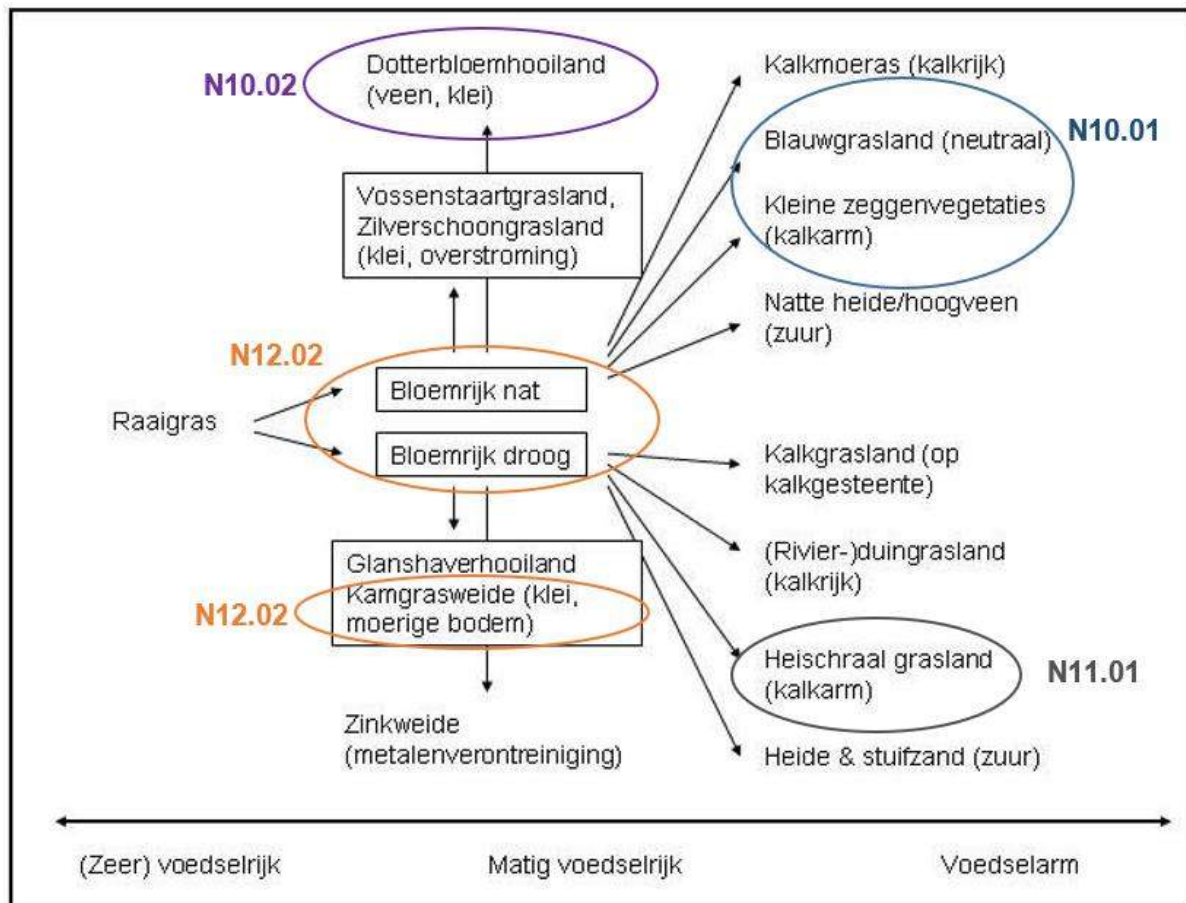 Dotterbloemhooiland
(veen, klei)
N10.02
Kalkmoeras (kalkrijk)
Blauwgrasland (neutraal)
N10.01
Kleine zeggenvegetaties
(kalkarm)
Vossenstaartgrasland,
Zilverschoongrasland
(klei, overstroming)
Natte heide/hoogveen
(zuur)
N12.02
Bloemrijk nat
Raaigras
Bloemrijk droog
Kalkgrasland (op
kalkgesteente)
Glanshaverhooiland
Kamgrasweide (klei,
moerige bodem)
N12.02
(Rivier-)duingrasland
(kalkrijk)
Heischraal grasland
(kalkarm)
N11.01
Zinkweide
(metalenverontreiniging)
Heide & stuifzand (zuur)
(Zeer) voedselrijk
Matig voedselrijk
Voedselarm